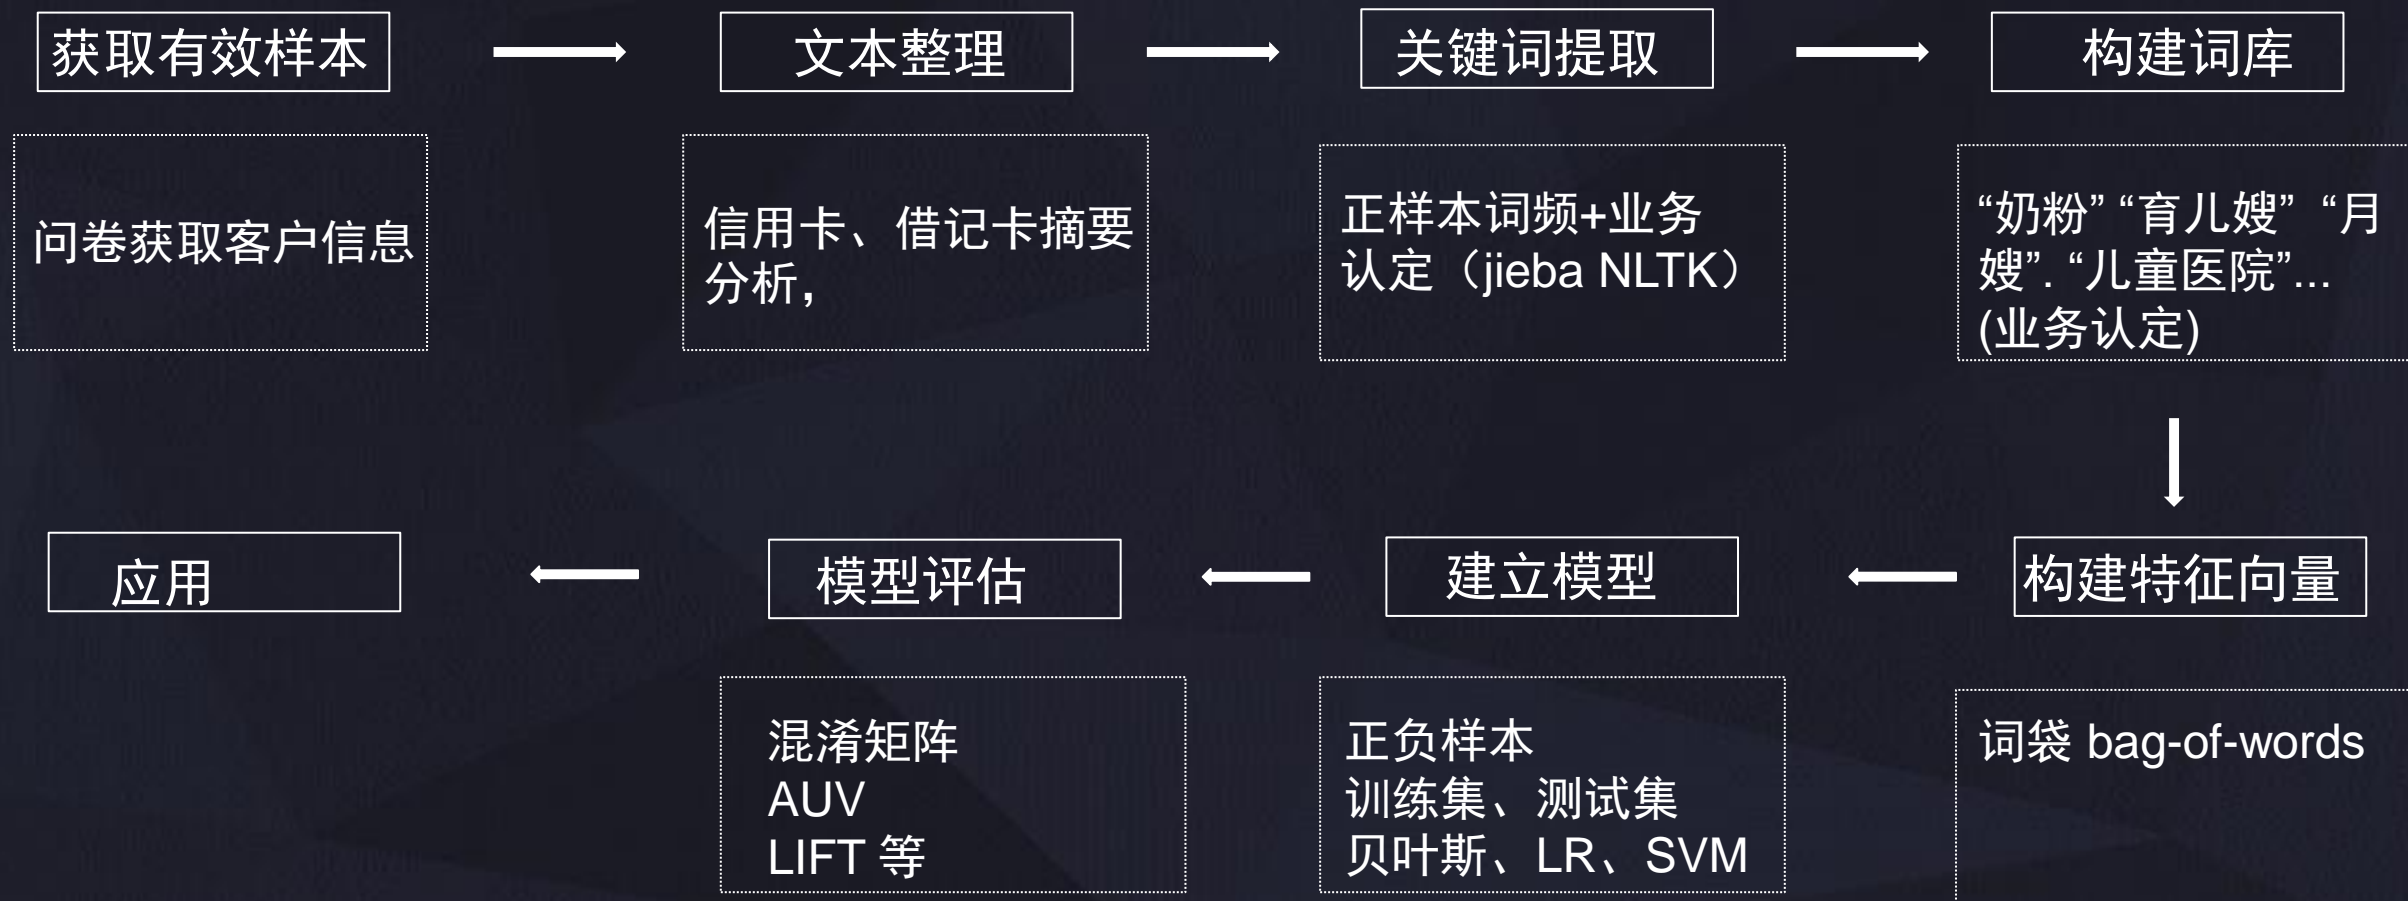 获取有效样本
文本整理
关键词提取
构建词库
问卷获取客户信息
信用卡、借记卡摘要
分析，
正样本词频+业务
认定（jieba NLTK）
“奶粉” “育儿嫂” “月
嫂”. “儿童医院”...
(业务认定)
构建特征向量
建立模型
模型评估
应用
词袋 bag-of-words
正负样本
训练集、测试集
贝叶斯、LR、SVM
混淆矩阵
AUV
LIFT 等